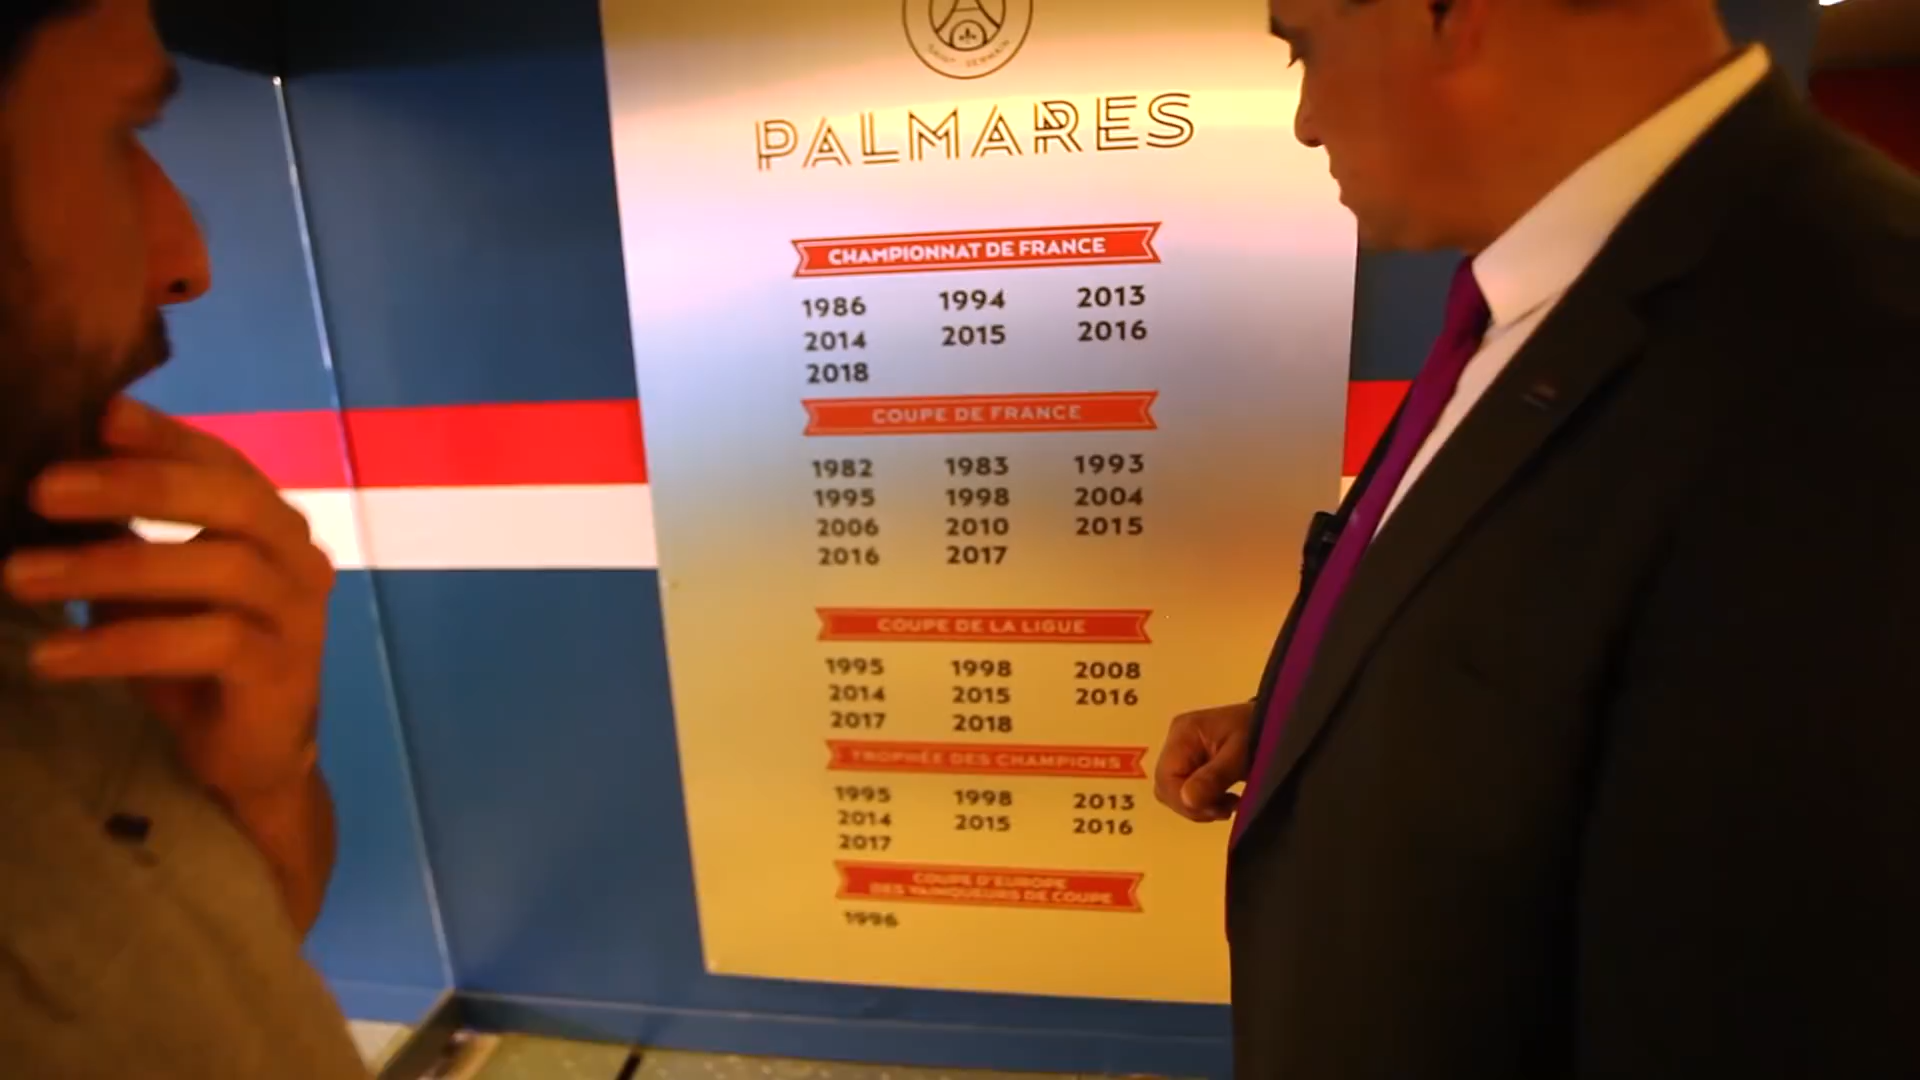 SAINT - GERMAIN
PALMARES
CHAMPIONNAT DE FRANCE
1986 1994 2013
2014 2015 2016
2018
COUPE DE FRANCE
1982 1983 1993
1995 1998 2004
2006 2010 2015
2016 2017
COUPE DE LA LIGUE
1995 1998 2008
2014 2015 2016
2017 2018
TROPHÉE DES CHAMPIONS
1995 1998 2013
2014 2015 2016
2017
COUPE D'EUROPE
DES VAINQUEURS DE COUPE
1996